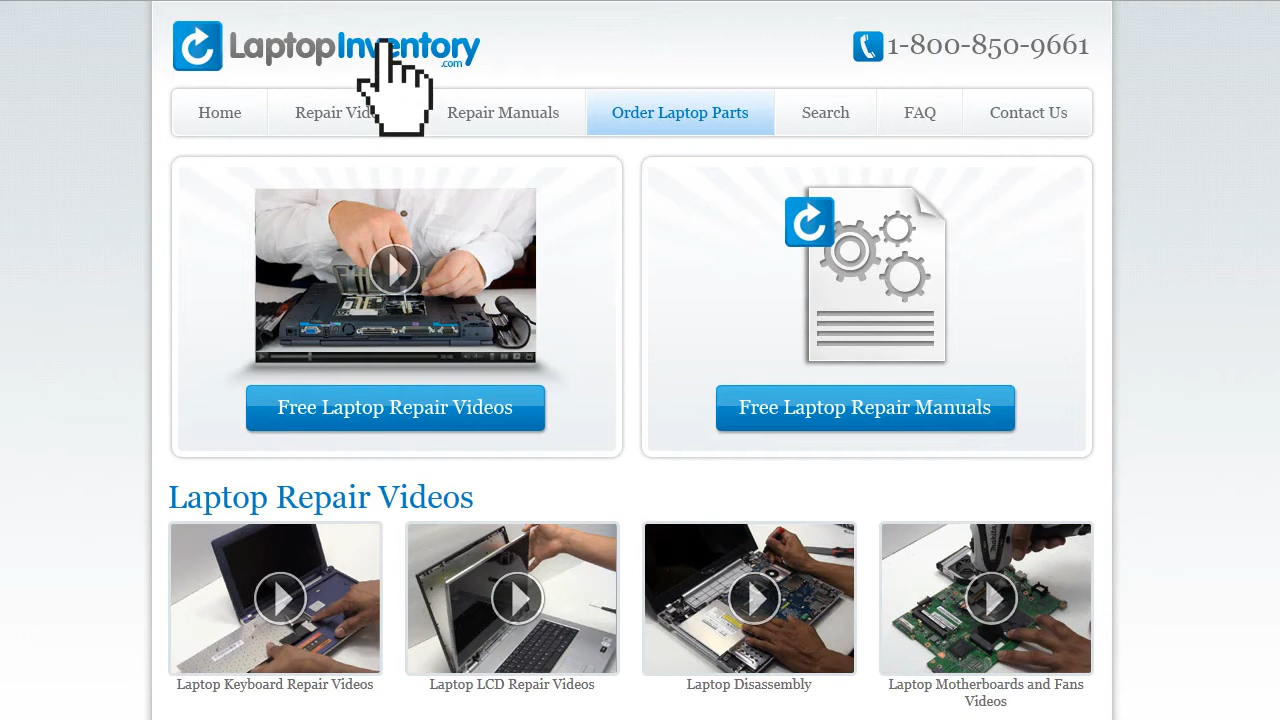 LaptopInventory
.com
1-800-850-9661
Home
Repair Vid
Repair Manuals
Order Laptop Parts
Search
FAQ
Contact Us
Free Laptop Repair Videos
Free Laptop Repair Manuals
Laptop Repair Videos
Laptop Keyboard Repair Videos
Laptop LCD Repair Videos
Laptop Disassembly
Laptop Motherboards and Fans
Videos